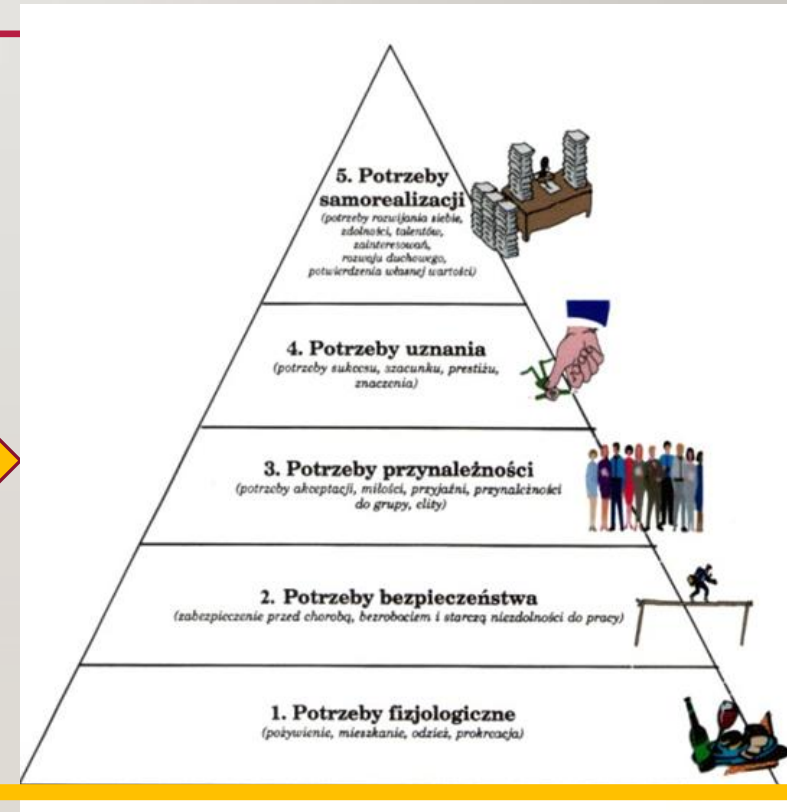 5. Potrzeby
samorealizacji
(potrzeby rozwijania siebie,
zdolności, talentów,
zainteresowań,
rozwoju duchowego,
potwierdzenia własnej wartości)
4. Potrzeby uznania
(potrzeby sukcesu, szacunku, prestiżu,
znaczenia)
3. Potrzeby przynależności
(potrzeby akceptacji, miłości, przyjaźni, przynależności
do grupy, elity)
2. Potrzeby bezpieczeństwa
(zabezpieczenie przed chorobą, bezrobociem i starczą niezdolności do pracy)
1. Potrzeby fizjologiczne
(pożywienie, mieszkanie, odzież, prokreacja)